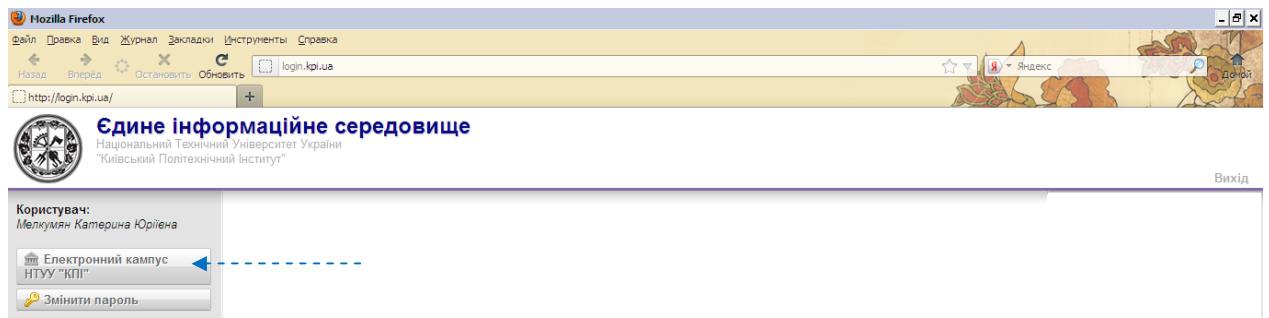 Mozilla Firefox
Файл Правка Вид Журнал Закладки Инструменты Справка
Назад Вперёд Остановить Обновить login.kpi.ua Яндекс Домой
http://login.kpi.ua/
Єдине інформаційне середовище
Національний Технічний Університет України
"Київський Політехнічний Інститут"
Вихід
Користувач:
Мелкумян Катерина Юріївна
Електронний кампус
НТУУ "КПІ"
Змінити пароль